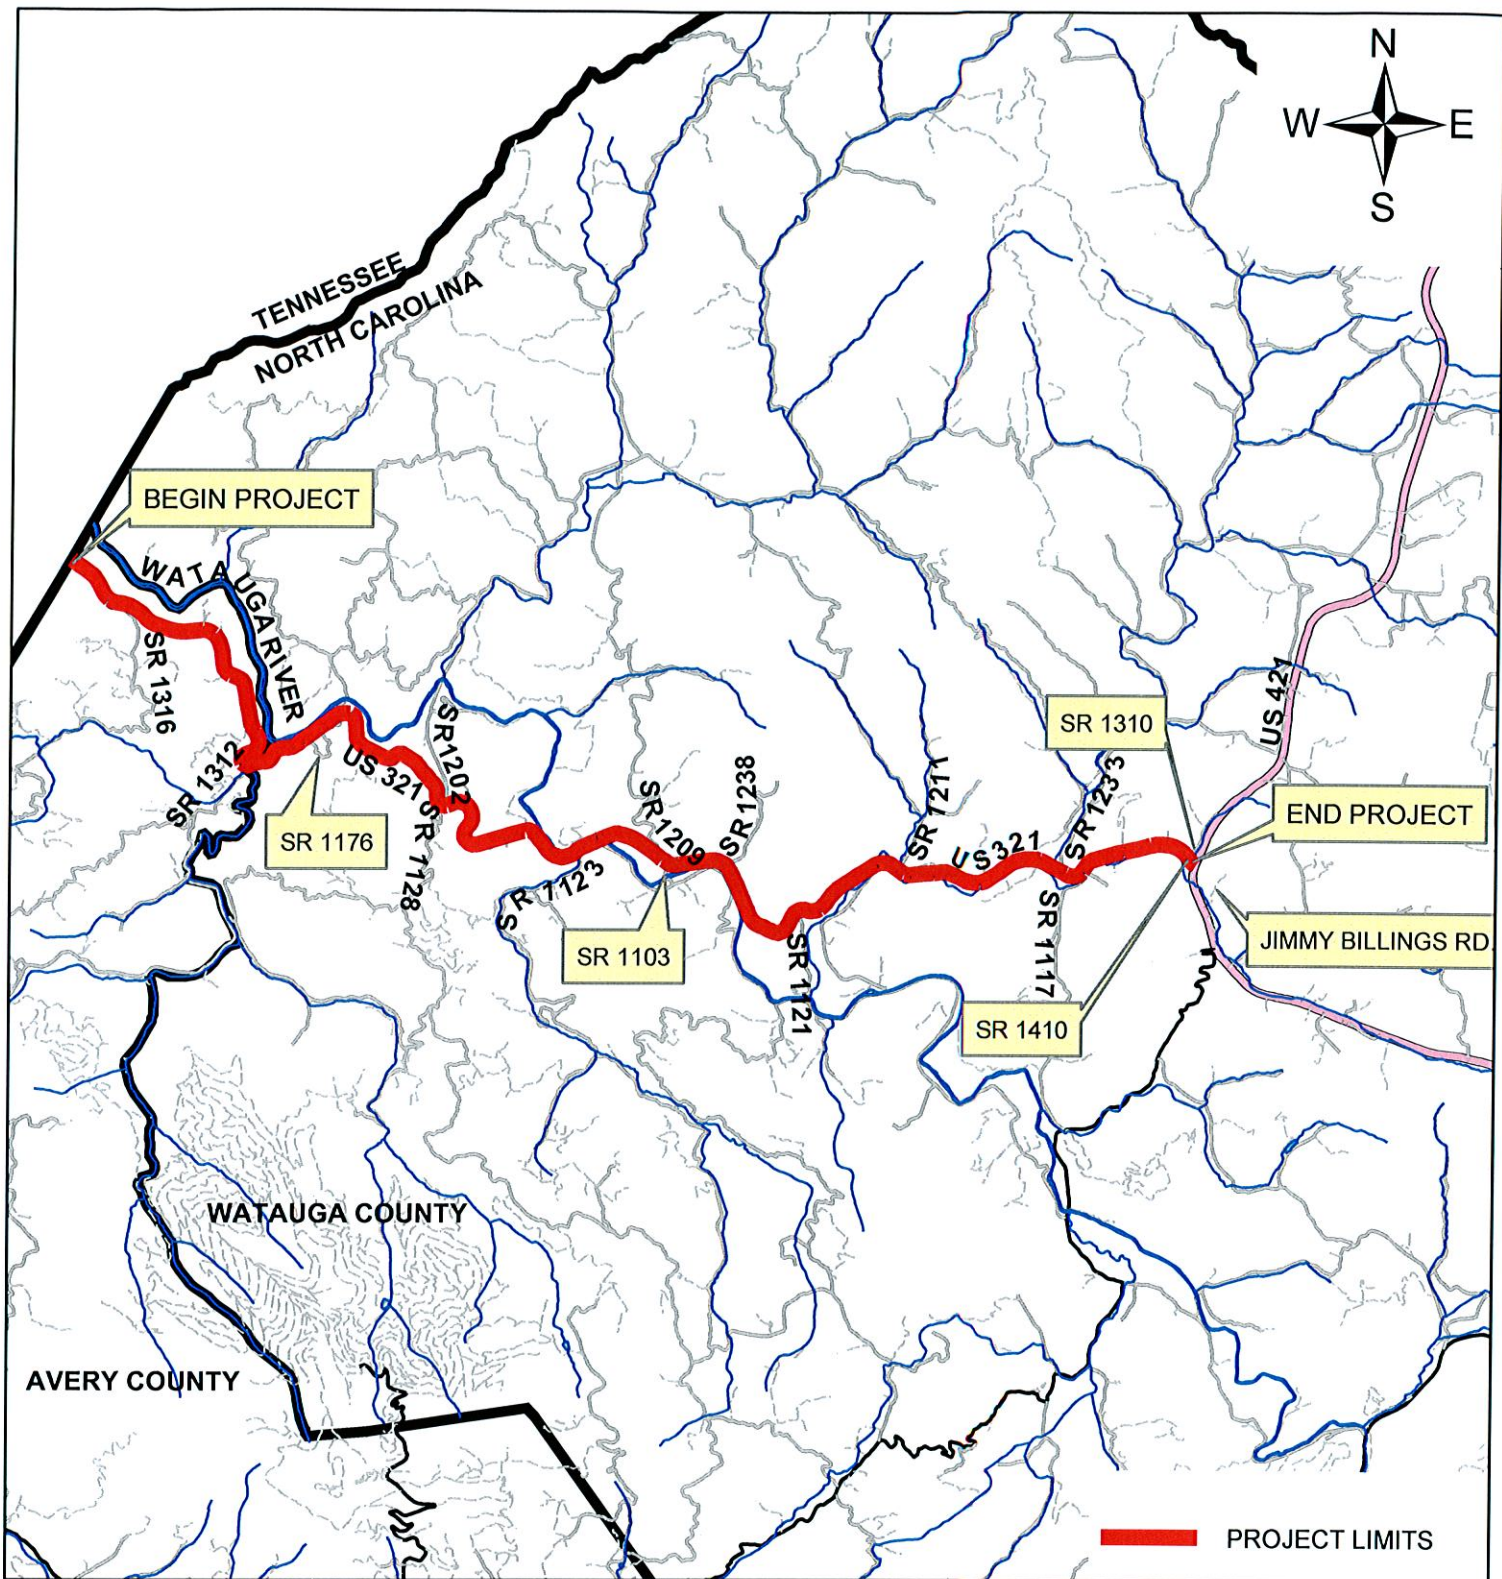 N
W E
S
TENNESSEE
NORTH CAROLINA
BEGIN PROJECT
WATAUGA RIVER
SR 1316
SR 1312
SR 1176
US 321
SR 1202
SR 1128
SR 1123
SR 1209
SR 1238
SR 1103
SR 1121
SR 1211
US 321
SR 1233
SR 1117
SR 1310
US 421
END PROJECT
JIMMY BILLINGS RD.
SR 1410
WATAUGA COUNTY
AVERY COUNTY
PROJECT LIMITS